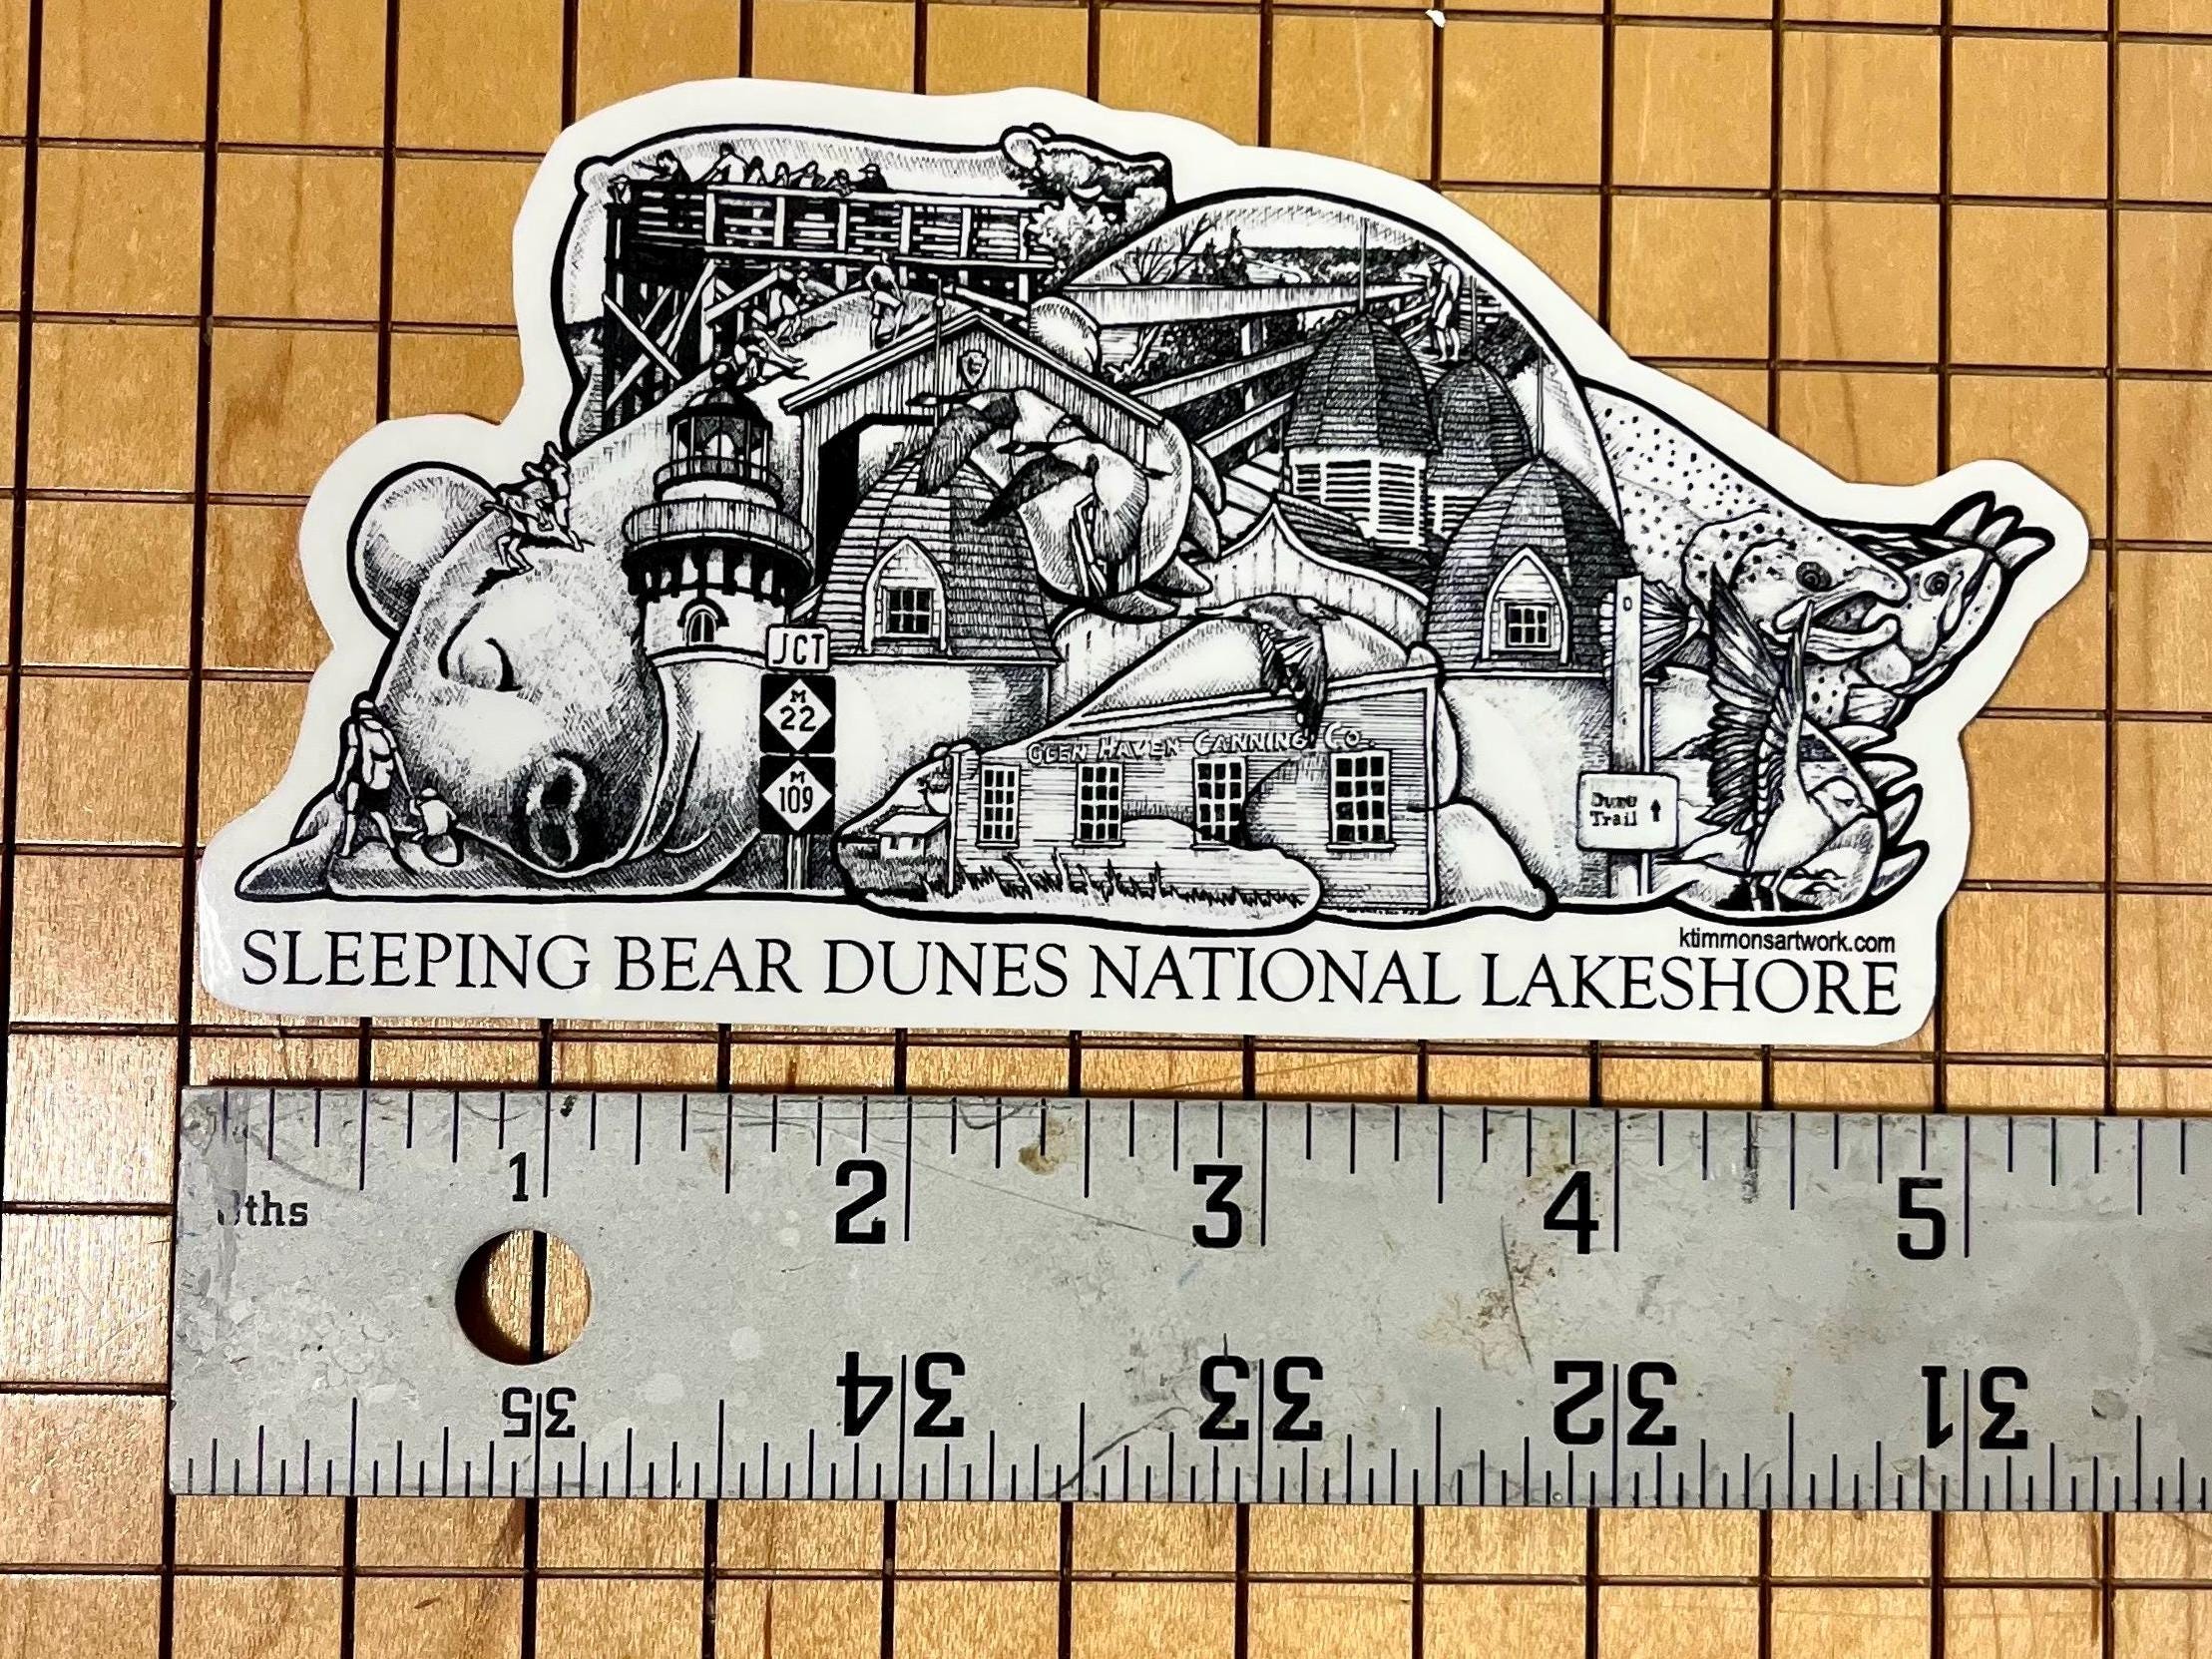 JCT
M
22
M
109
GLEN HAVEN CANNING CO.
Dune
Trail ↑
ktimmonsartwork.com
SLEEPING BEAR DUNES NATIONAL LAKESHORE
1 2 3 4 5
ths
35 34 33 32 31